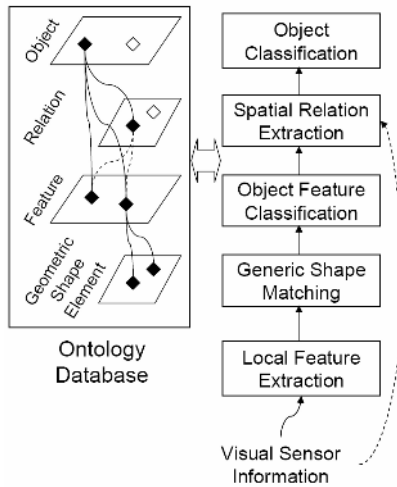 Object
Relation
Feature
Geometric
Shape
Element
Ontology
Database
Object
Classification
Spatial Relation
Extraction
Object Feature
Classification
Generic Shape
Matching
Local Feature
Extraction
Visual Sensor
Information